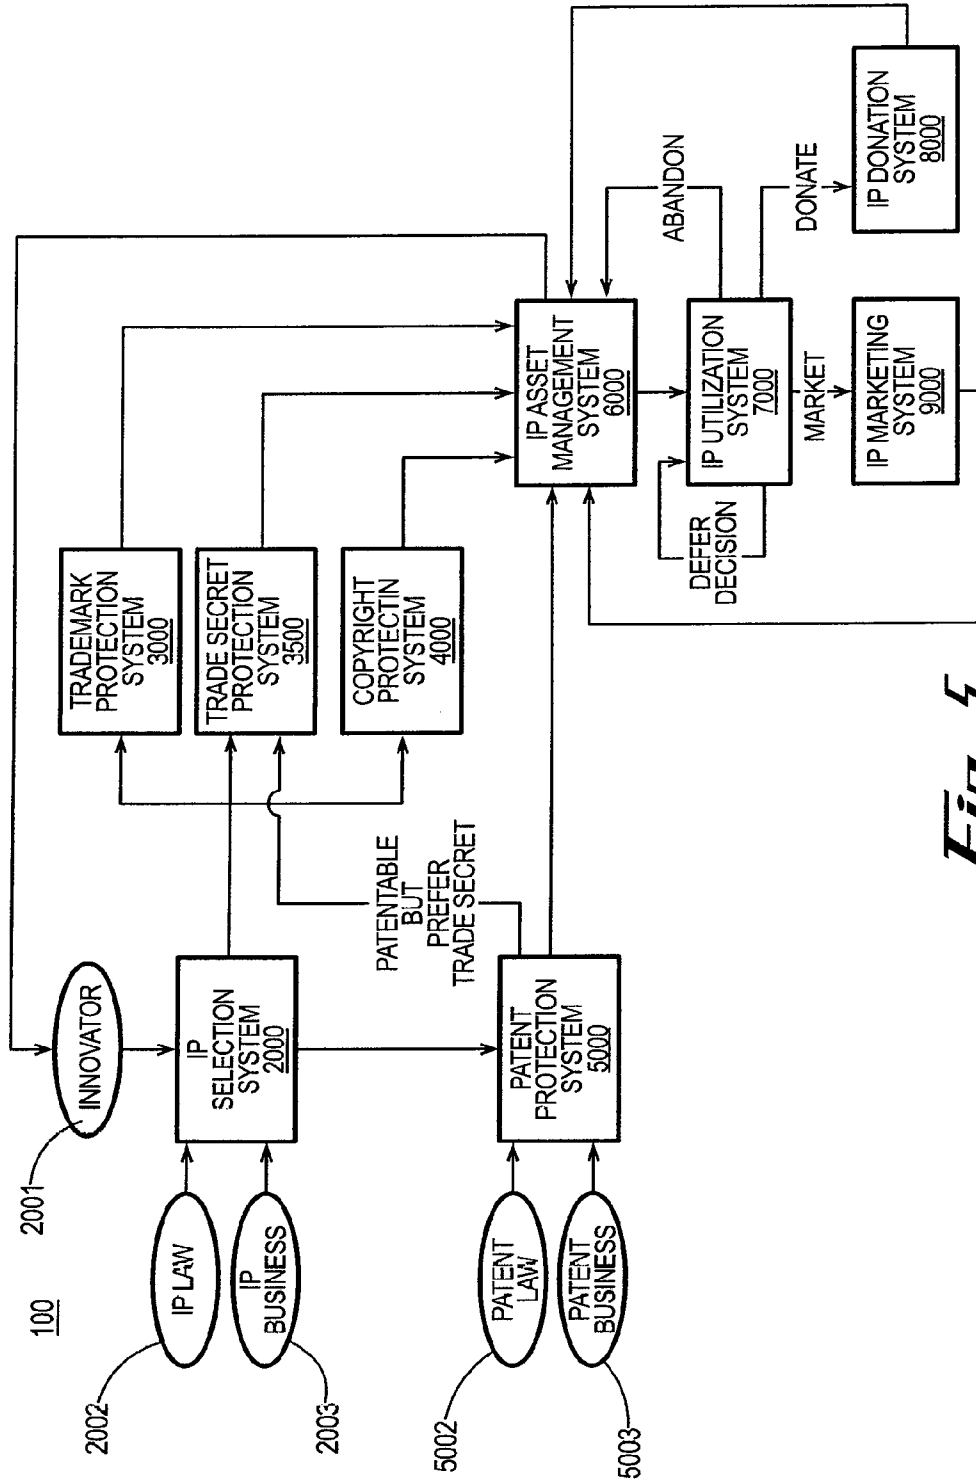 100
2001
INNOVATOR
2002
IP LAW
2003
IP
BUSINESS
IP
SELECTION
SYSTEM
2000
TRADEMARK
PROTECTION
SYSTEM
3000
TRADE SECRET
PROTECTION
SYSTEM
3500
COPYRIGHT
PROTECTIN
SYSTEM
4000
PATENTABLE
BUT
PREFER
TRADE SECRET
5002
PATENT
LAW
5003
PATENT
BUSINESS
PATENT
PROTECTION
SYSTEM
5000
IP ASSET
MANAGEMENT
SYSTEM
6000
ABANDON
DEFER
DECISION
IP UTILIZATION
SYSTEM
7000
MARKET
DONATE
IP MARKETING
SYSTEM
9000
IP DONATION
SYSTEM
8000
Fig. 5